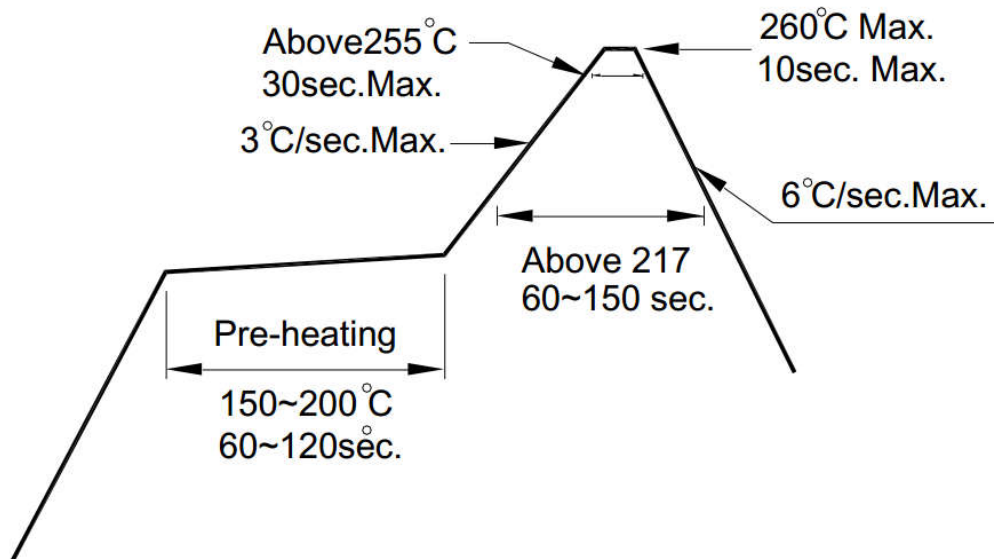 Above255°C
30sec.Max.
260°C Max.
10sec. Max.
3°C/sec.Max.
6°C/sec.Max.
Above 217
60~150 sec.
Pre-heating
150~200°C
60~120sec.